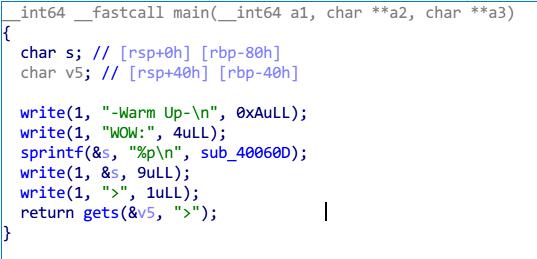 __int64 __fastcall main(__int64 a1, char **a2, char **a3)
{
  char s; // [rsp+0h] [rbp-80h]
  char v5; // [rsp+40h] [rbp-40h]

  write(1, "-Warm Up-\n", 0xAuLL);
  write(1, "WOW:", 4uLL);
  sprintf(&s, "%p\n", sub_40060D);
  write(1, &s, 9uLL);
  write(1, ">", 1uLL);
  return gets(&v5, ">");
}